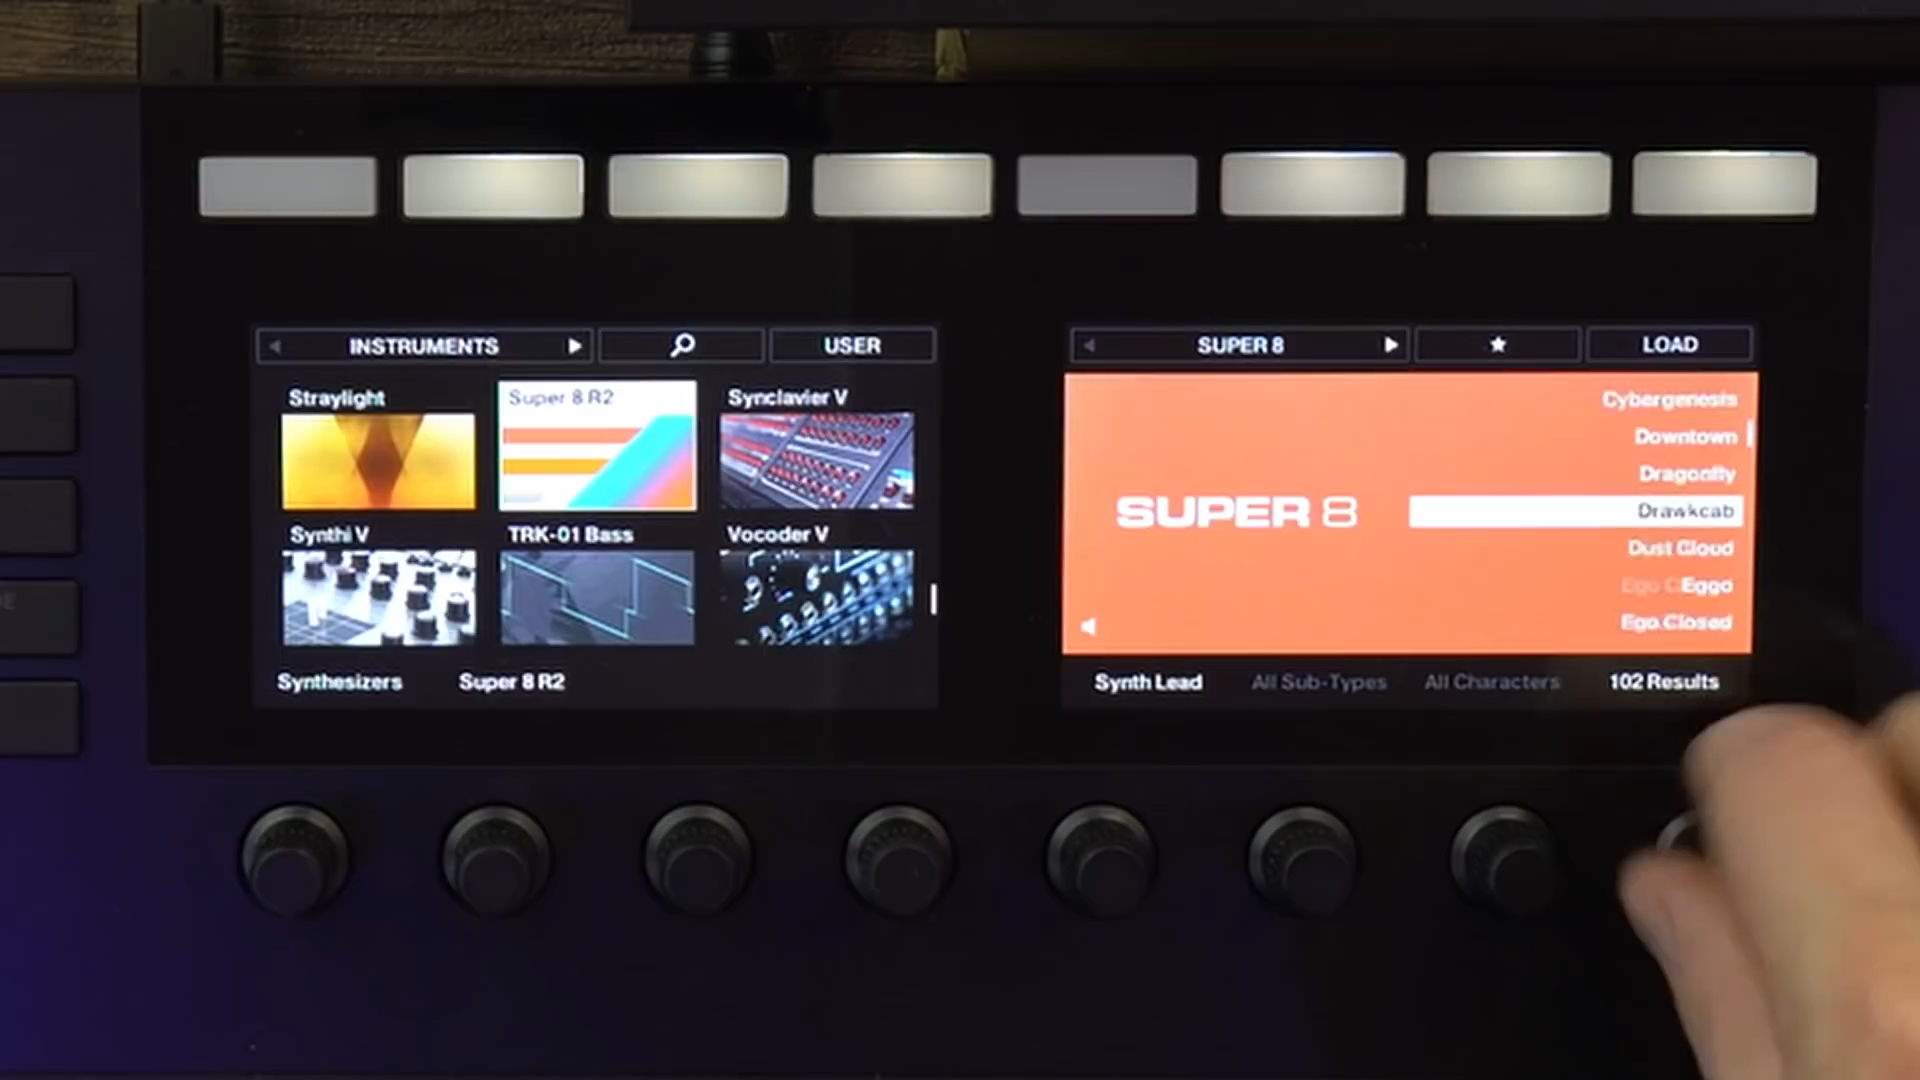 INSTRUMENTS
USER
Straylight
Super 8 R2
Synclavier V
Synthi V
TRK-01 Bass
Vocoder V
Synthesizers
Super 8 R2
SUPER 8
LOAD
Cybergenesis
Downtown
Dragonfly
SUPER 8
Drawkcab
Dust Cloud
Eggo
Ego Closed
Synth Lead
All Sub-Types
All Characters
102 Results